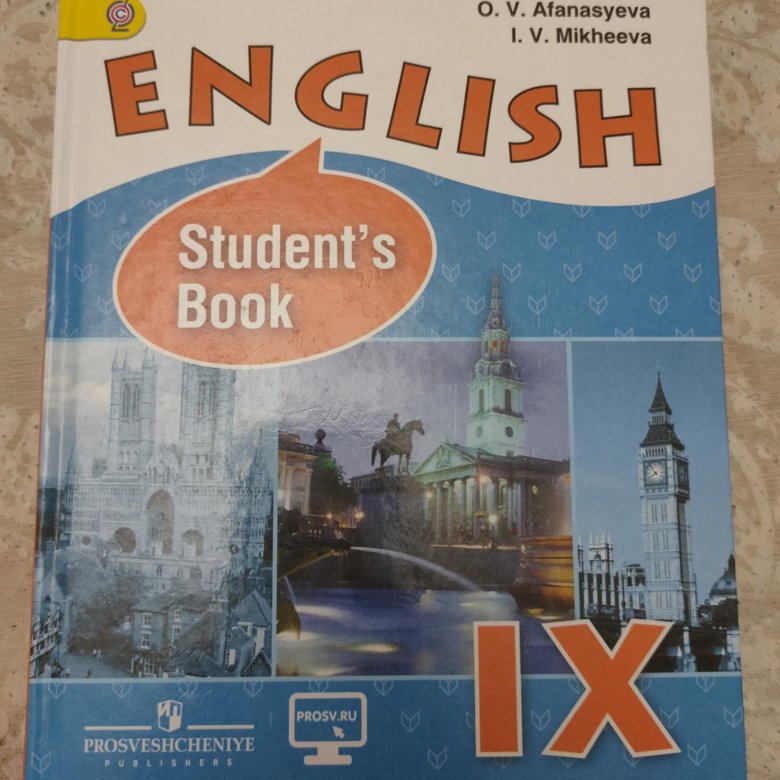 O. V. Afanasyeva
I. V. Mikheeva
ENGLISH
Student's
Book
IX
PROSV.RU
PROSVESHCHENIYE
PUBLISHERS